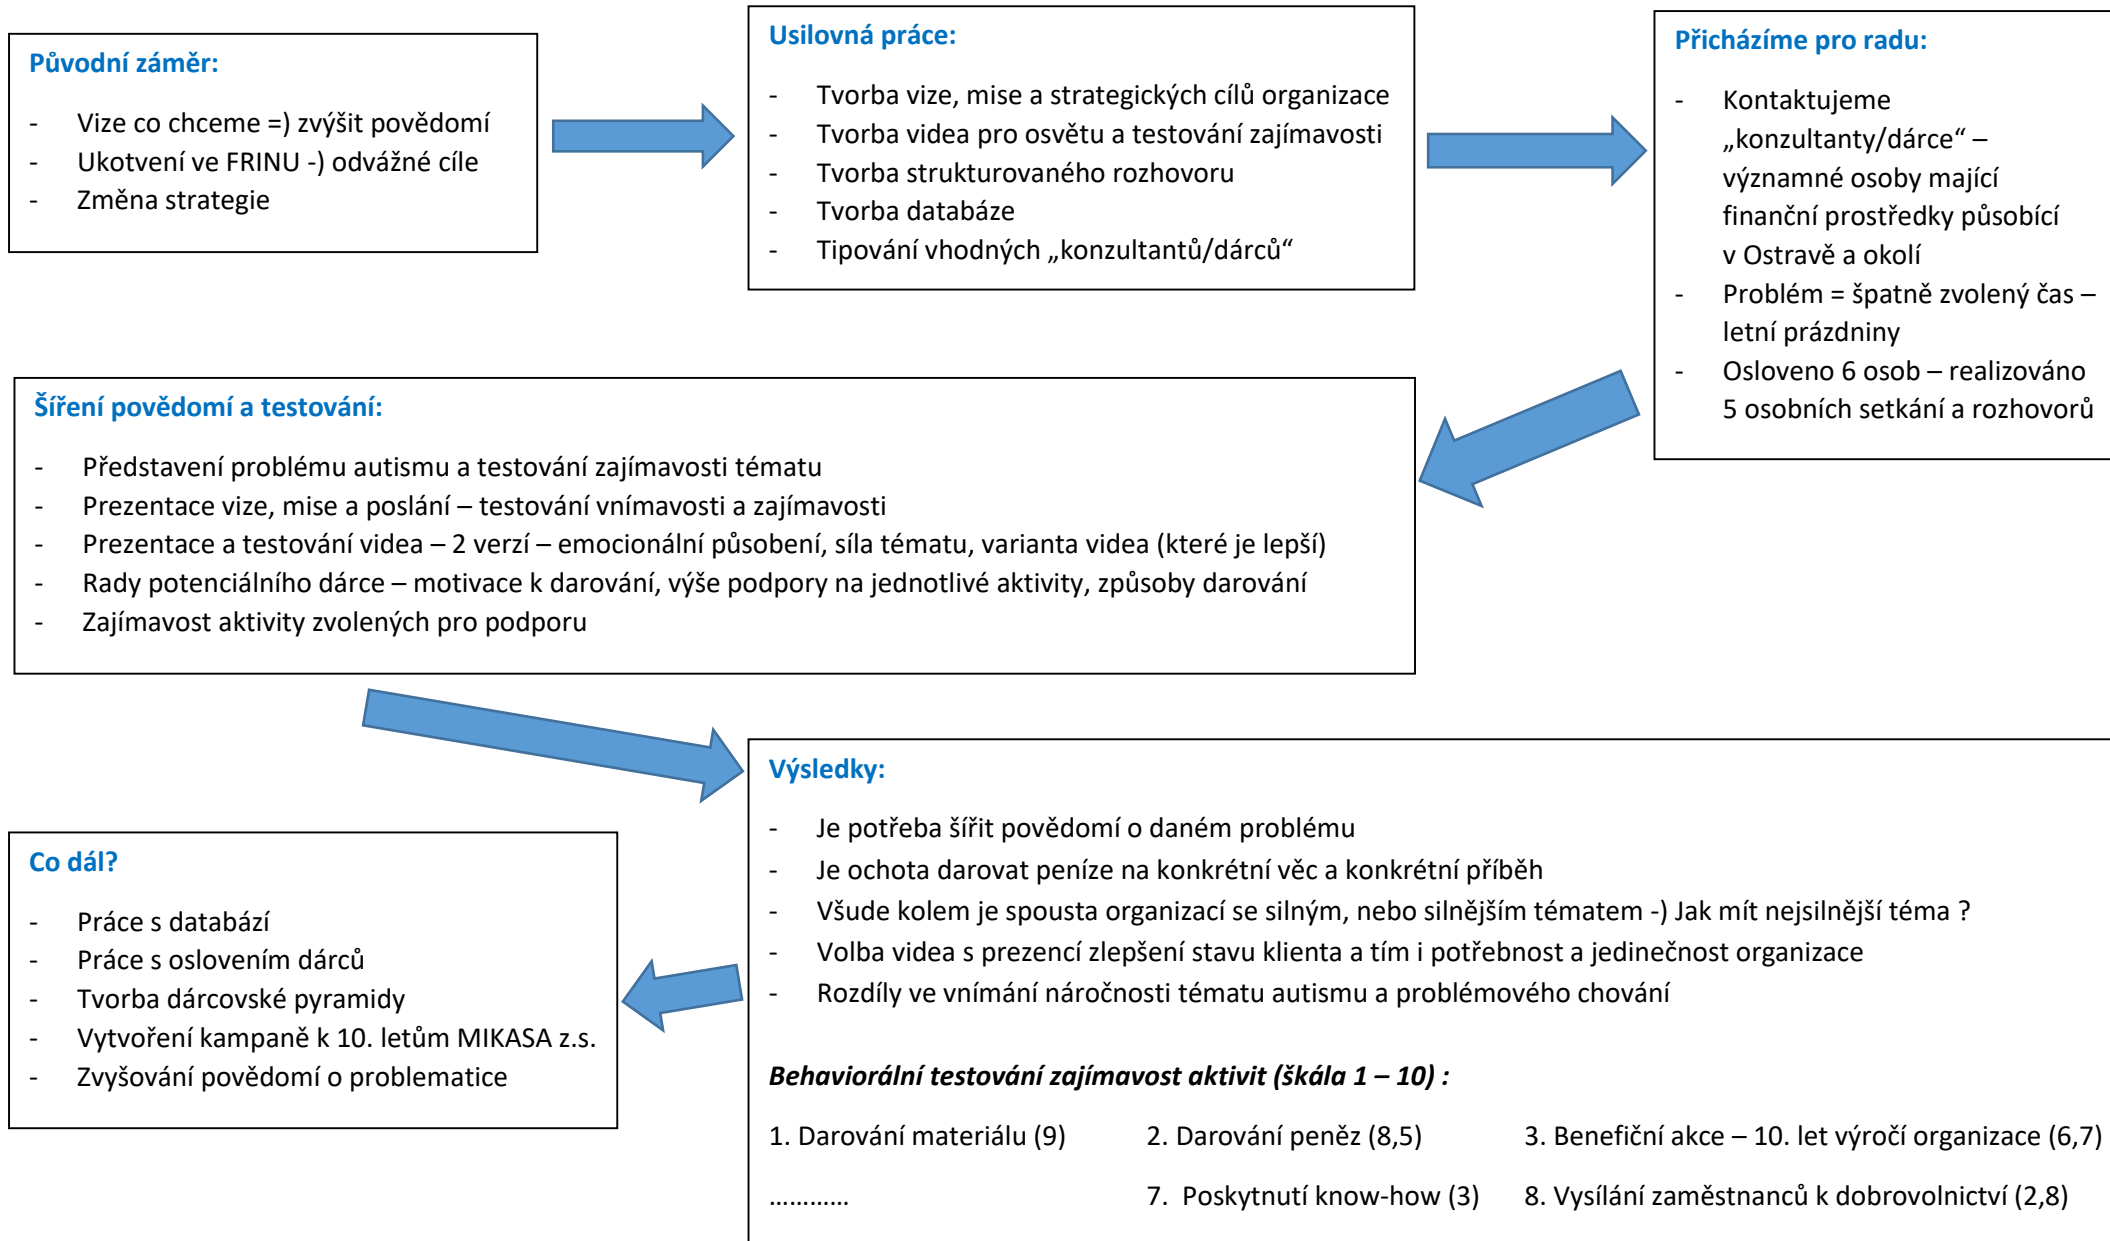 Původní záměr:
- Vize co chceme =) zvýšit povědomí
- Ukotvení ve FRINU -) odvážné cíle
- Změna strategie
Usilovná práce:
- Tvorba vize, mise a strategických cílů organizace
- Tvorba videa pro osvětu a testování zajímavosti
- Tvorba strukturovaného rozhovoru
- Tvorba databáze
- Tipování vhodných „konzultantů/dárců“
Přicházíme pro radu:
- Kontaktujeme
„konzultanty/dárce“ –
významné osoby mající
finanční prostředky působící
v Ostravě a okolí
- Problém = špatně zvolený čas –
letní prázdniny
- Osloveno 6 osob – realizováno
5 osobních setkání a rozhovorů
Šíření povědomí a testování:
- Představení problému autismu a testování zajímavosti tématu
- Prezentace vize, mise a poslání – testování vnímavosti a zajímavosti
- Prezentace a testování videa – 2 verzí – emocionální působení, síla tématu, varianta videa (které je lepší)
- Rady potenciálního dárce – motivace k darování, výše podpory na jednotlivé aktivity, způsoby darování
- Zajímavost aktivity zvolených pro podporu
Výsledky:
- Je potřeba šířit povědomí o daném problému
- Je ochota darovat peníze na konkrétní věc a konkrétní příběh
- Všude kolem je spousta organizací se silným, nebo silnějším tématem -) Jak mít nejsilnější téma ?
- Volba videa s prezencí zlepšení stavu klienta a tím i potřebnost a jedinečnost organizace
- Rozdíly ve vnímání náročnosti tématu autismu a problémového chování
Behaviorální testování zajímavost aktivit (škála 1 – 10) :
1. Darování materiálu (9) 2. Darování peněz (8,5) 3. Benefiční akce – 10. let výročí organizace (6,7)
………… 7. Poskytnutí know-how (3) 8. Vysílání zaměstnanců k dobrovolnictví (2,8)
Co dál?
- Práce s databází
- Práce s oslovením dárců
- Tvorba dárcovské pyramidy
- Vytvoření kampaně k 10. letům MIKASA z.s.
- Zvyšování povědomí o problematice